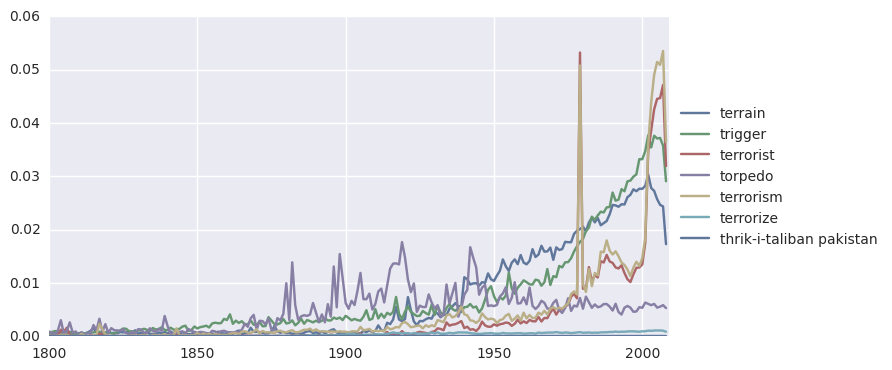 0.06
0.05
0.04
0.03
0.02
0.01
0.00
1800 1850 1900 1950 2000
terrain
trigger
terrorist
torpedo
terrorism
terrorize
thrik-i-taliban pakistan